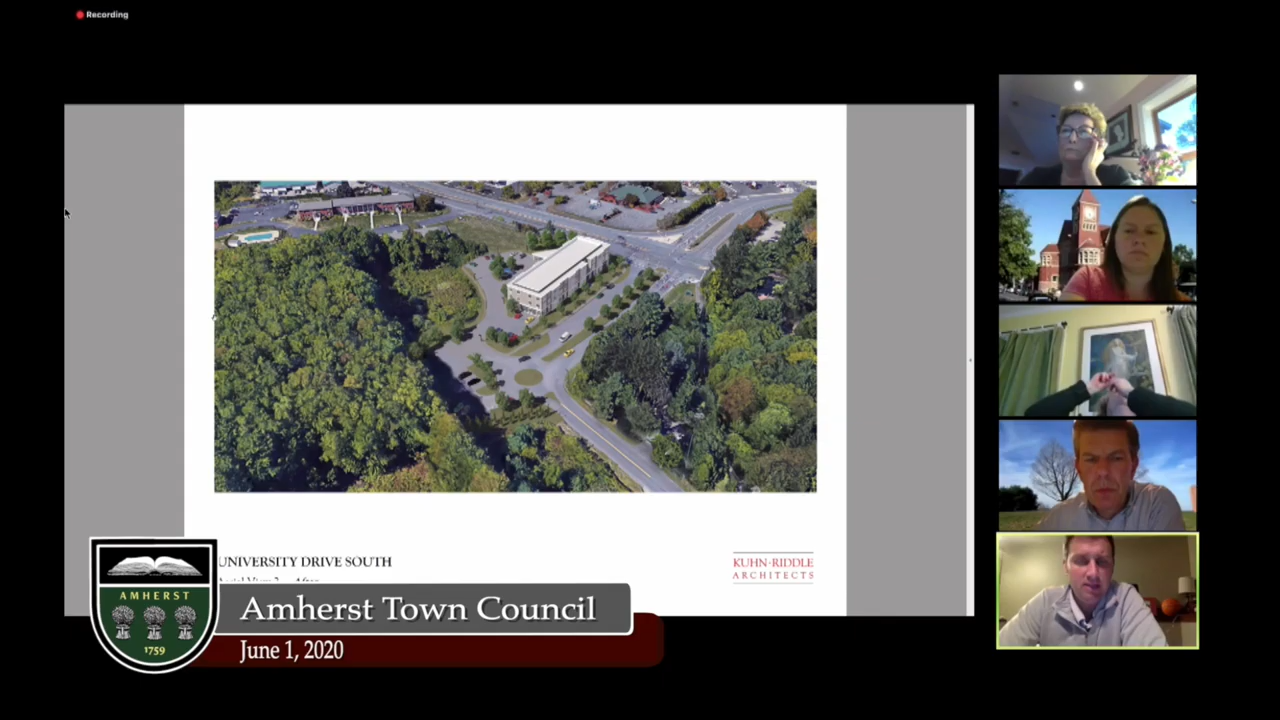 Recording
UNIVERSITY DRIVE SOUTH
KUHN·RIDDLE
ARCHITECTS
AMHERST
1759
Amherst Town Council
June 1, 2020